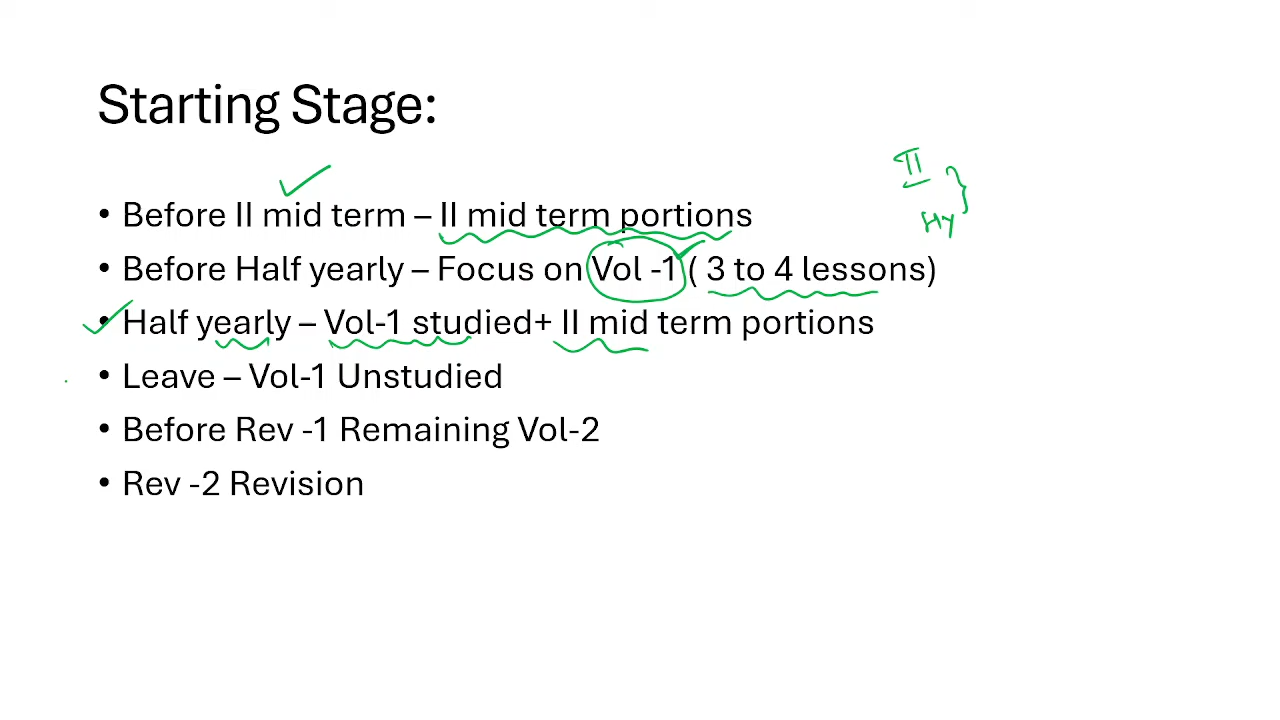 Starting Stage:
II
• Before II mid term – II mid term portions
HY
• Before Half yearly – Focus on Vol -1 ( 3 to 4 lessons)
• Half yearly – Vol-1 studied+ II mid term portions
• Leave – Vol-1 Unstudied
• Before Rev -1 Remaining Vol-2
• Rev -2 Revision